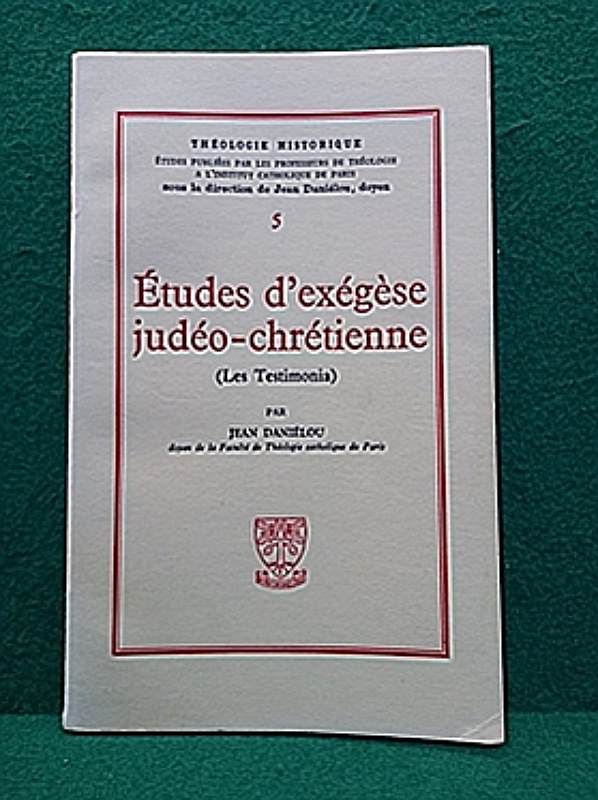 THÉOLOGIE HISTORIQUE
ÉTUDES PUBLIÉES PAR LES PROFESSEURS DE THÉOLOGIE
A L'INSTITUT CATHOLIQUE DE PARIS
sous la direction de Jean Daniélou, doyen
5
Études d'exégèse
judéo-chrétienne
(Les Testimonia)
PAR
JEAN DANIÉLOU
doyen de la Faculté de Théologie catholique de Paris